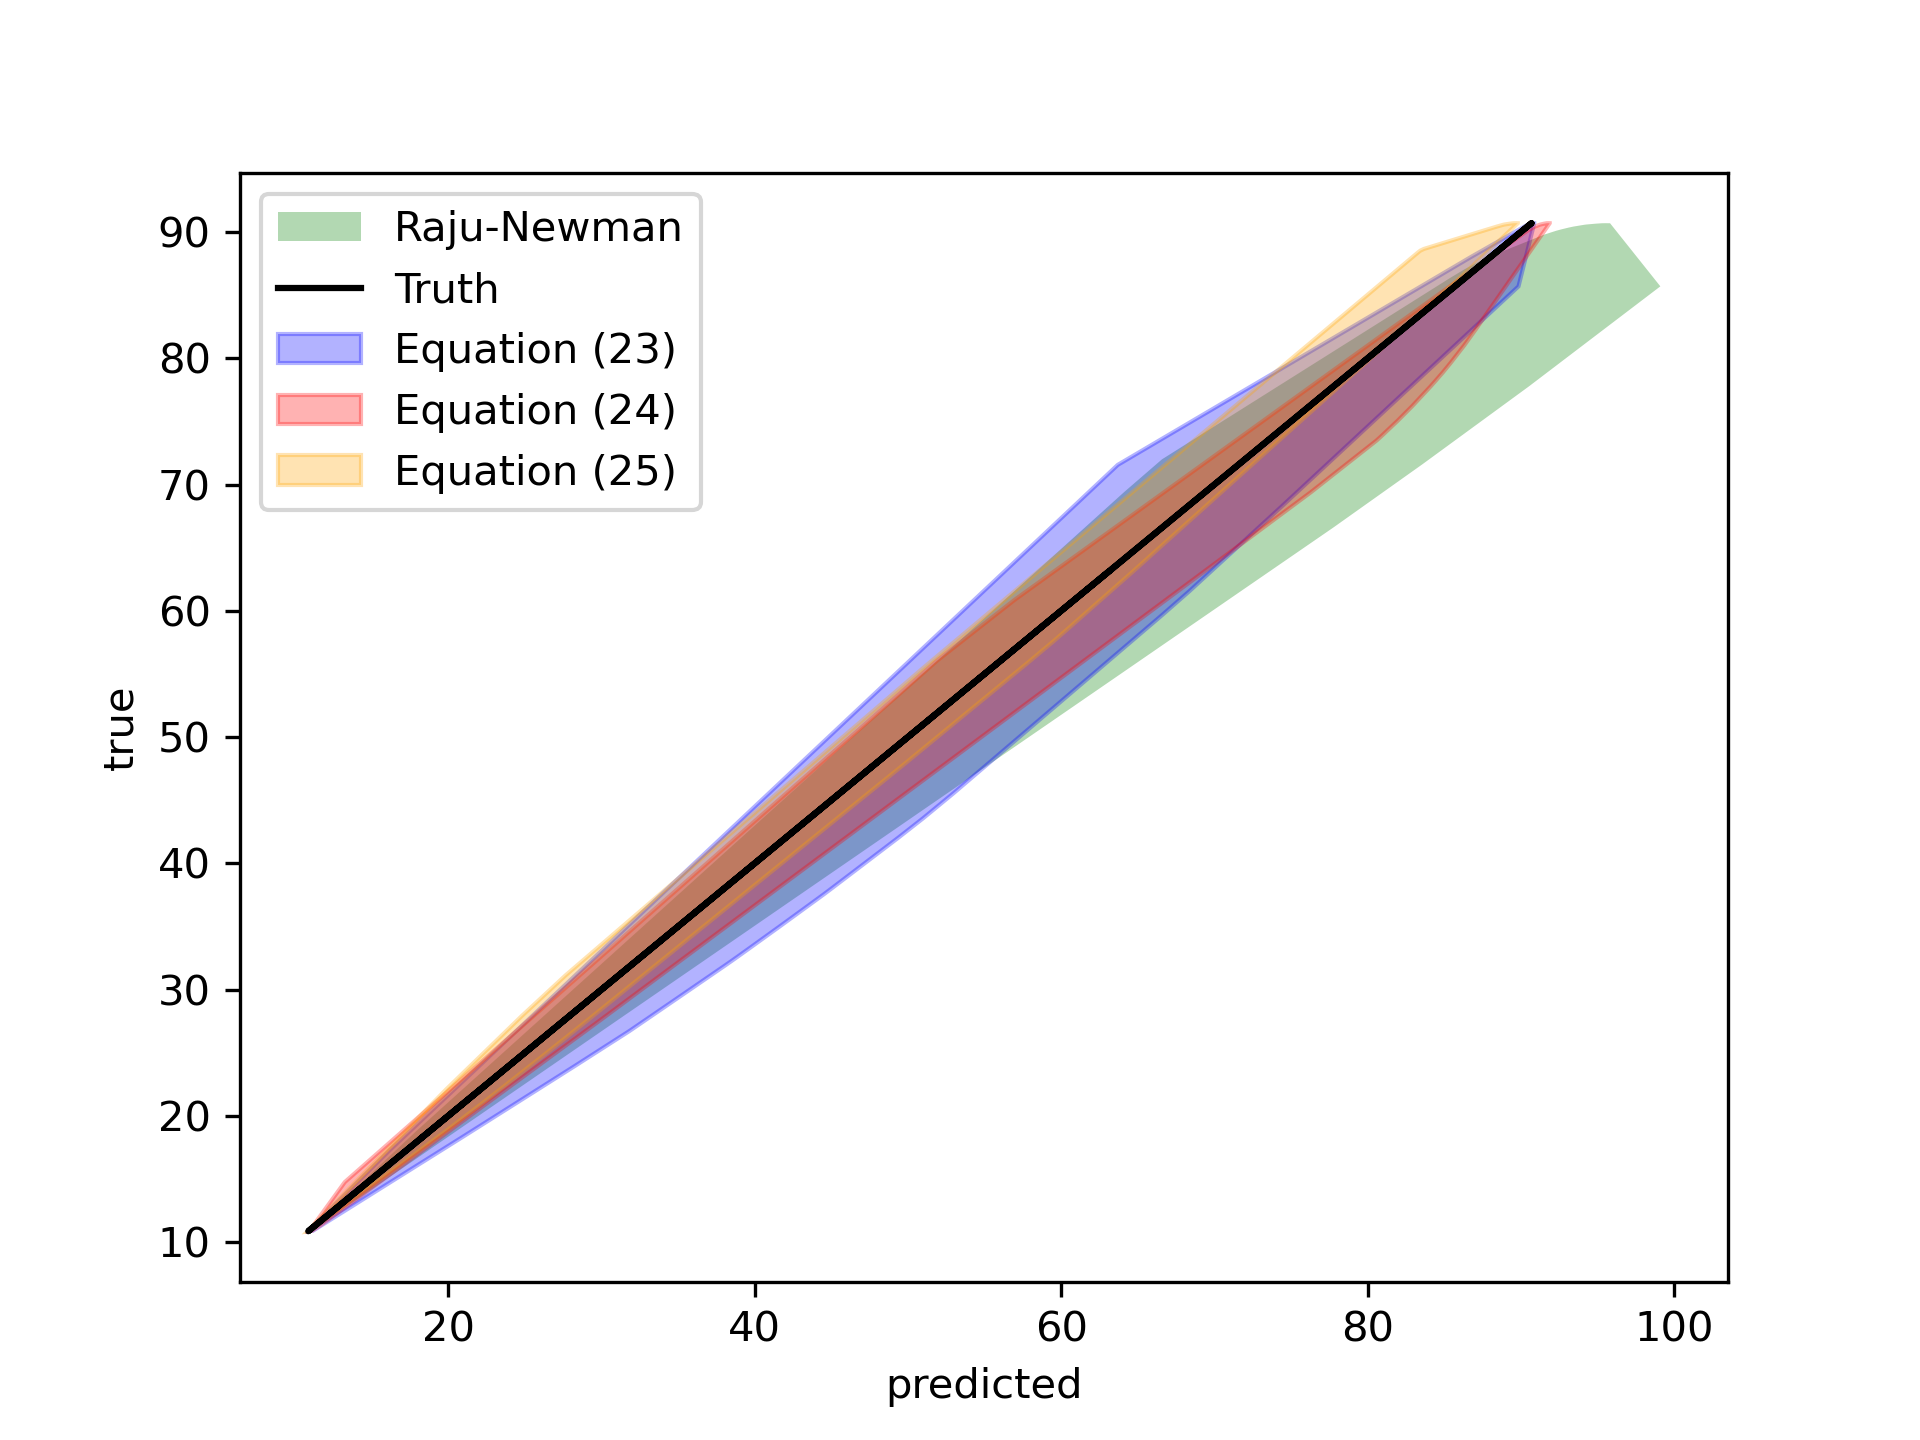 Raju-Newman
Truth
Equation (23)
Equation (24)
Equation (25)
90
80
70
60
50
40
30
20
10
true
20 40 60 80 100
predicted